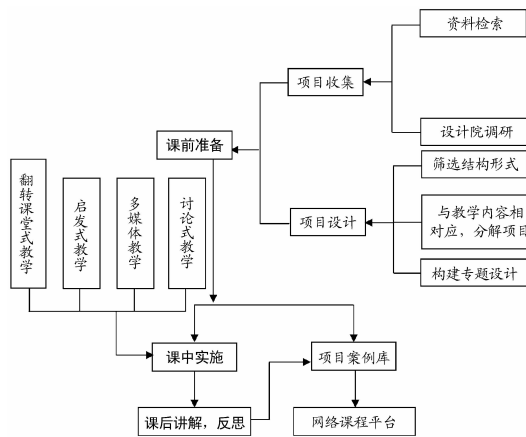 资料检索
项目收集
设计院调研
课前准备
筛选结构形式
翻转课堂式教学
启发式教学
多媒体教学
讨论式教学
项目设计
与教学内容相
对应，分解项目
构建专题设计
课中实施
项目案例库
课后讲解，反思
网络课程平台